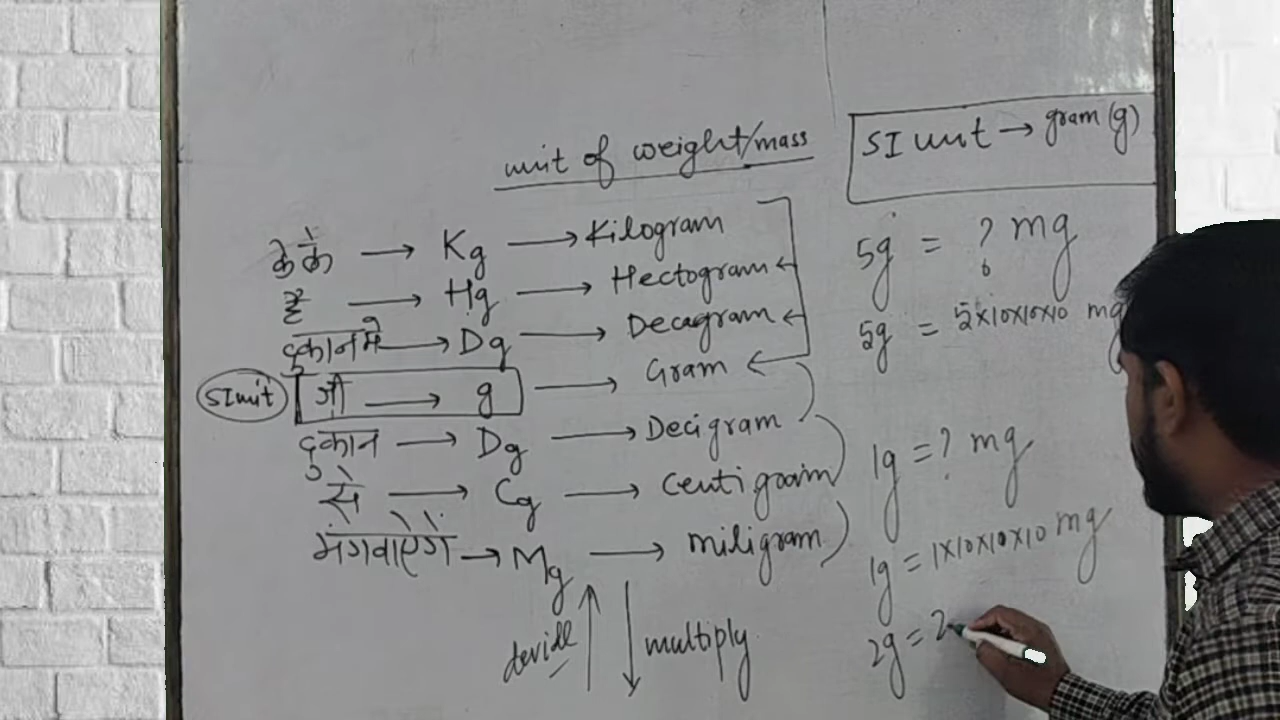 unit of weight/mass
SI unit → gram (g)
केके → Kg → Kilogram
है → Hg → Hectogram
दुकान में → Dg → Decagram
SI unit जी → g → Gram
दुकान → Dg → Decigram
से → Cg → Centigram
मंगवाऐगें → Mg → miligram
devide multiply
5g = ? mg
5g = 5×10×10×10 mg
1g = ? mg
1g = 1×10×10×10 mg
2g = 2